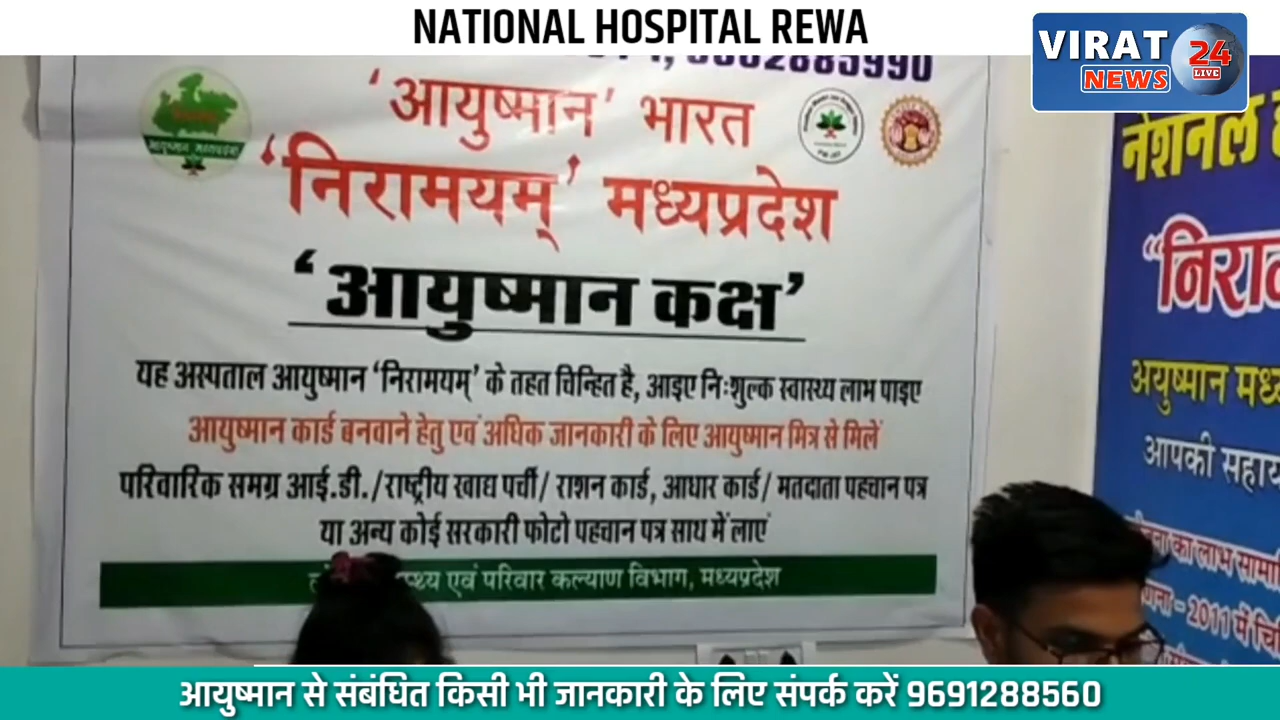 NATIONAL HOSPITAL REWA
VIRAT
NEWS
24
LIVE
‘आयुष्मान’ भारत
‘निरामयम्’ मध्यप्रदेश
‘आयुष्मान कक्ष’
यह अस्पताल आयुष्मान ‘निरामयम्’ के तहत चिन्हित है, आइए निःशुल्क स्वास्थ्य लाभ पाइए
आयुष्मान कार्ड बनवाने हेतु एवं अधिक जानकारी के लिए आयुष्मान मित्र से मिलें
परिवारिक समग्र आई.डी./राष्ट्रीय खाद्य पर्ची/ राशन कार्ड, आधार कार्ड/ मतदाता पहचान पत्र
या अन्य कोई सरकारी फोटो पहचान पत्र साथ में लाएं
एवं परिवार कल्याण विभाग, मध्यप्रदेश
नेशनल
अयुष्मान
आपकी
का लाभ
2011 में
आयुष्मान से संबंधित किसी भी जानकारी के लिए संपर्क करें 9691288560